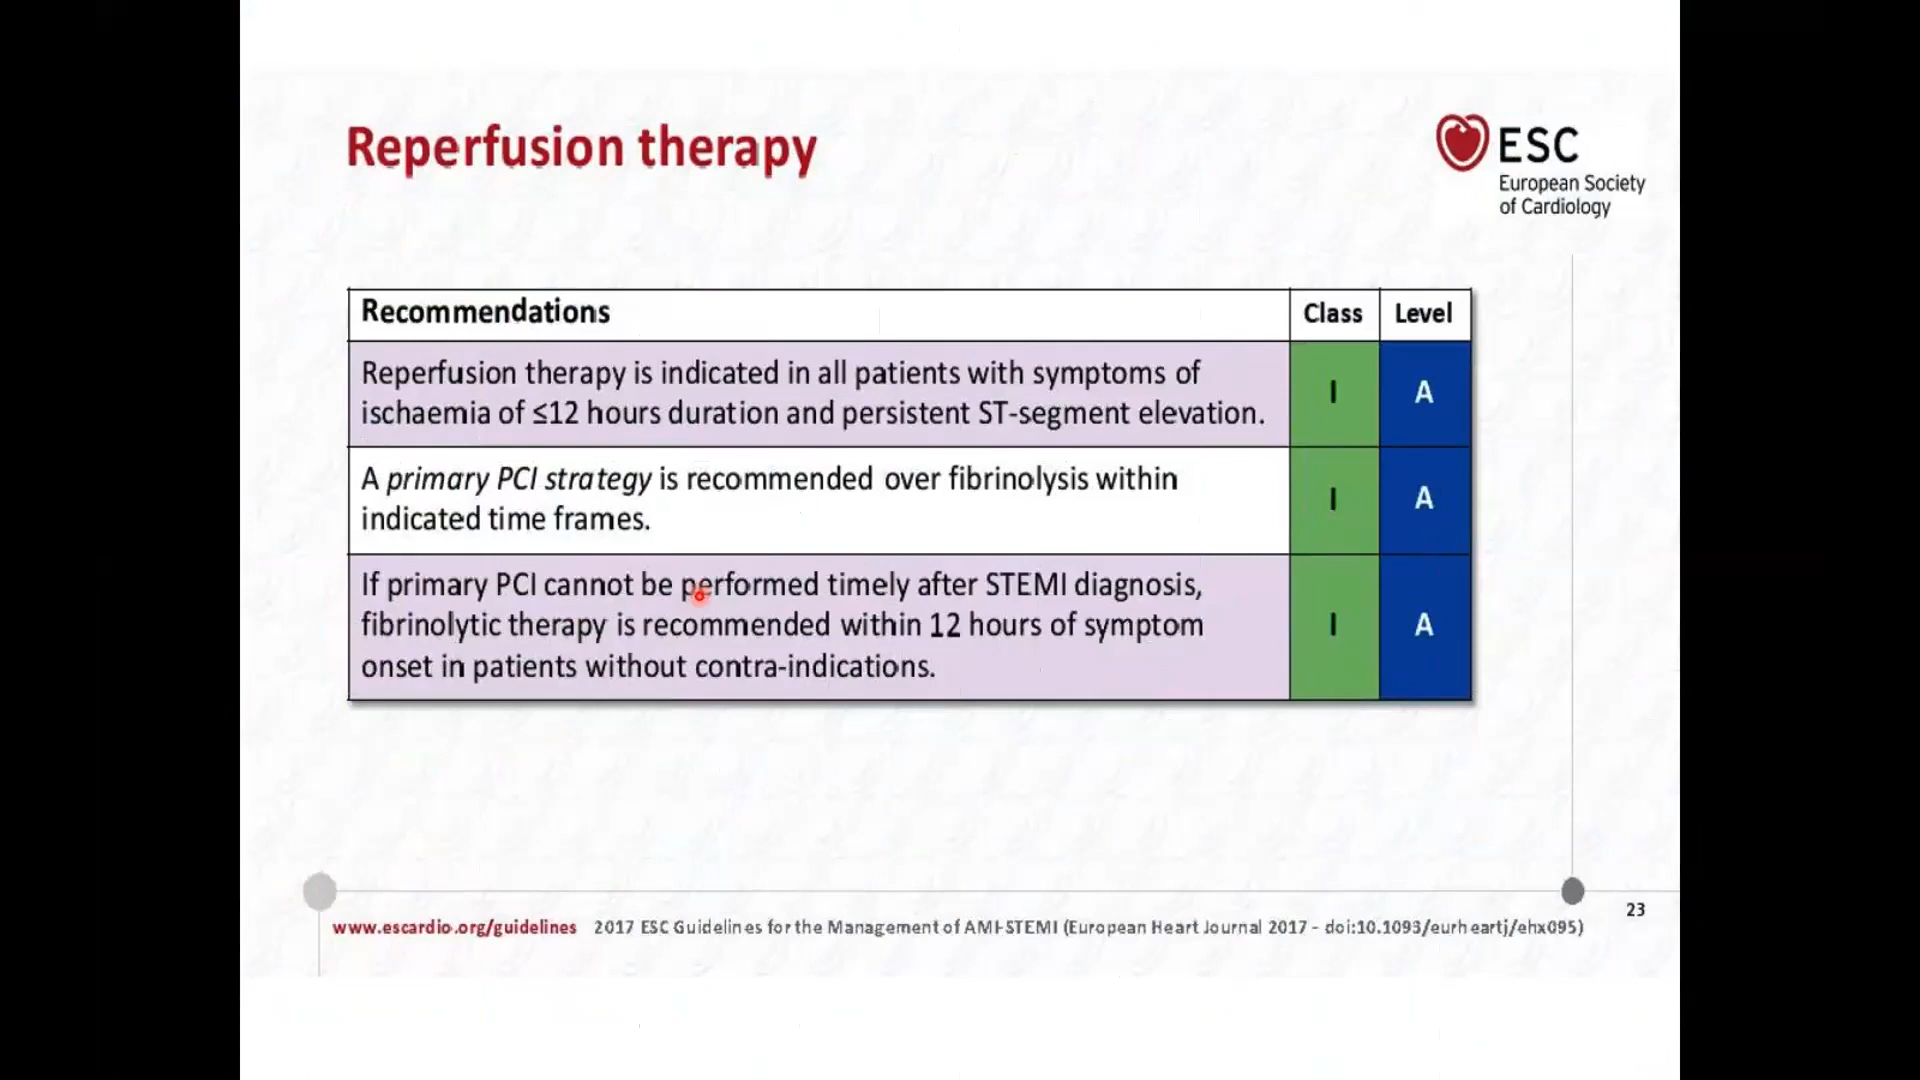 Reperfusion therapy
ESC
European Society
of Cardiology
Recommendations Class Level
Reperfusion therapy is indicated in all patients with symptoms of
ischaemia of ≤12 hours duration and persistent ST-segment elevation.
I A
A primary PCI strategy is recommended over fibrinolysis within
indicated time frames.
I A
If primary PCI cannot be performed timely after STEMI diagnosis,
fibrinolytic therapy is recommended within 12 hours of symptom
onset in patients without contra-indications.
I A
23
www.escardio.org/guidelines 2017 ESC Guidelines for the Management of AMI-STEMI (European Heart Journal 2017 - doi:10.1093/eurheartj/ehx095)